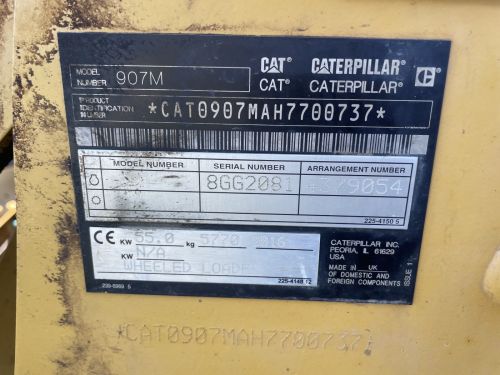 MODEL NUMBER 907M
CAT CATERPILLAR
CAT® CATERPILLAR®
PRODUCT IDENTIFICATION NUMBER
*CAT0907MAH7700737*
MODEL NUMBER SERIAL NUMBER ARRANGEMENT NUMBER
8GG2081 9054
225-4150 5
CE KW 55.0 kg 5770
KW N/A
WHEELED
225-4148 12
CATERPILLAR INC.
PEORIA, IL 61629
USA
MADE IN UK
OF DOMESTIC AND
FOREIGN COMPONENTS
ISSUE 1
CAT0907MAH7700737